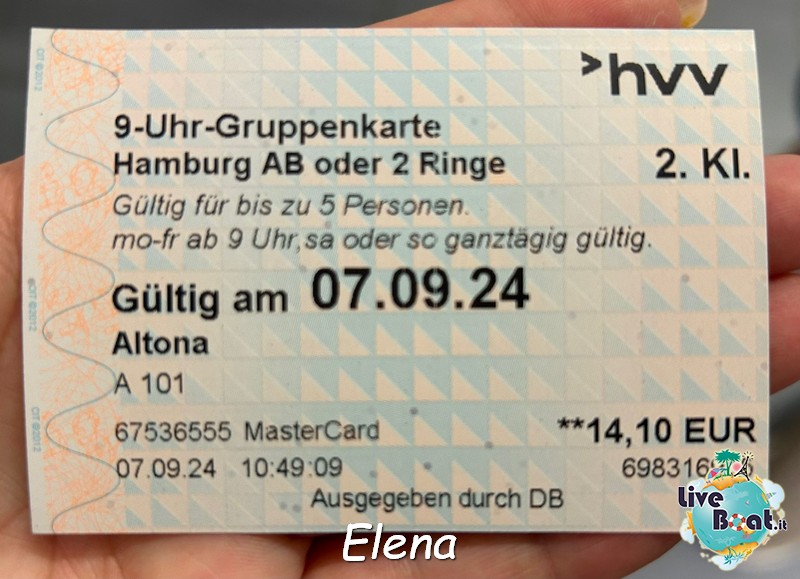 >hvv
9-Uhr-Gruppenkarte
Hamburg AB oder 2 Ringe 2. Kl.
Gültig für bis zu 5 Personen.
mo-fr ab 9 Uhr,sa oder so ganztägig gültig.
Gültig am 07.09.24
Altona
A 101
67536555 MasterCard **14,10 EUR
07.09.24 10:49:09
Ausgegeben durch DB
Live Boat.it
Elena